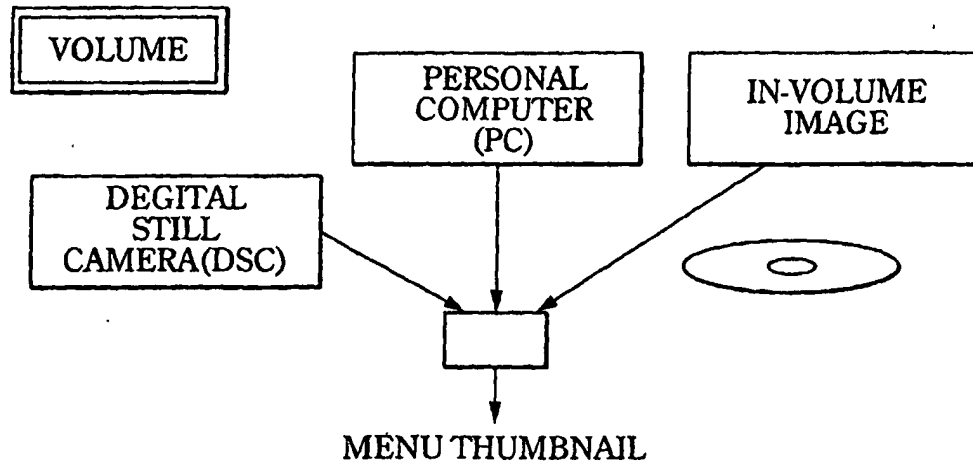 VOLUME
PERSONAL
COMPUTER
(PC)
IN-VOLUME
IMAGE
DEGITAL
STILL
CAMERA(DSC)
MENU THUMBNAIL